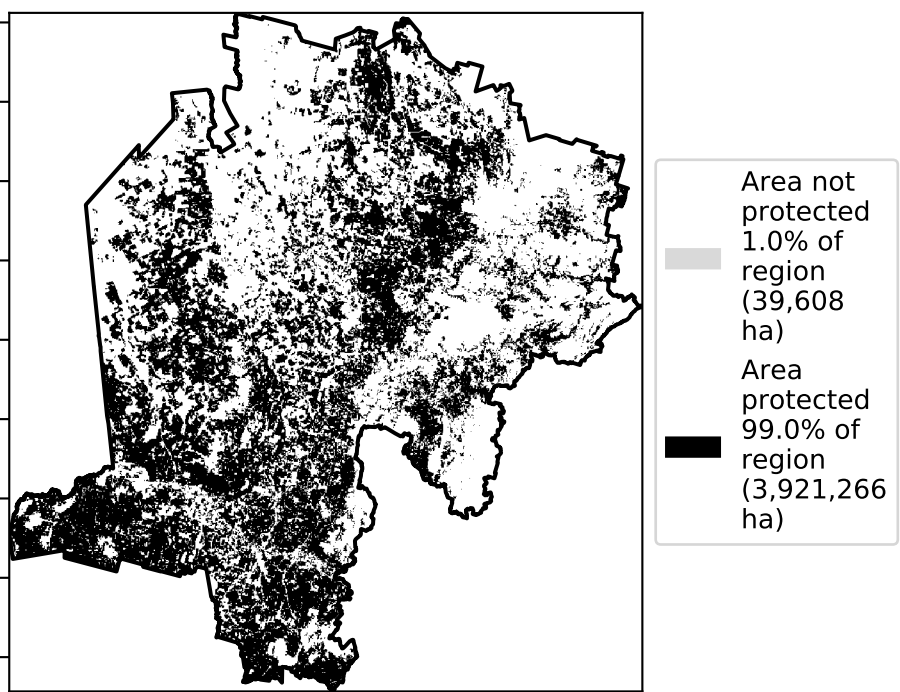 Area not
protected
1.0% of
region
(39,608
ha)
Area
protected
99.0% of
region
(3,921,266
ha)